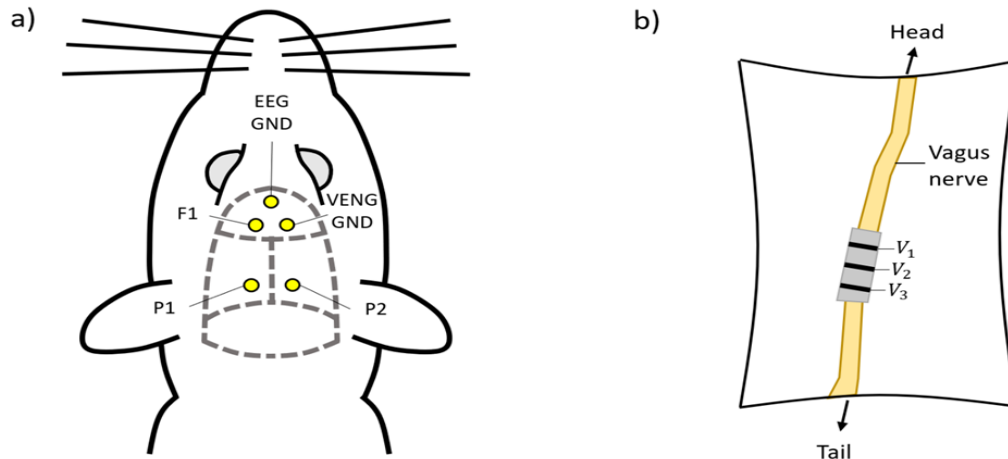 a)
EEG
GND
F1
VENG
GND
P1
P2
b)
Head
Vagus
nerve
V₁
V₂
V₃
Tail